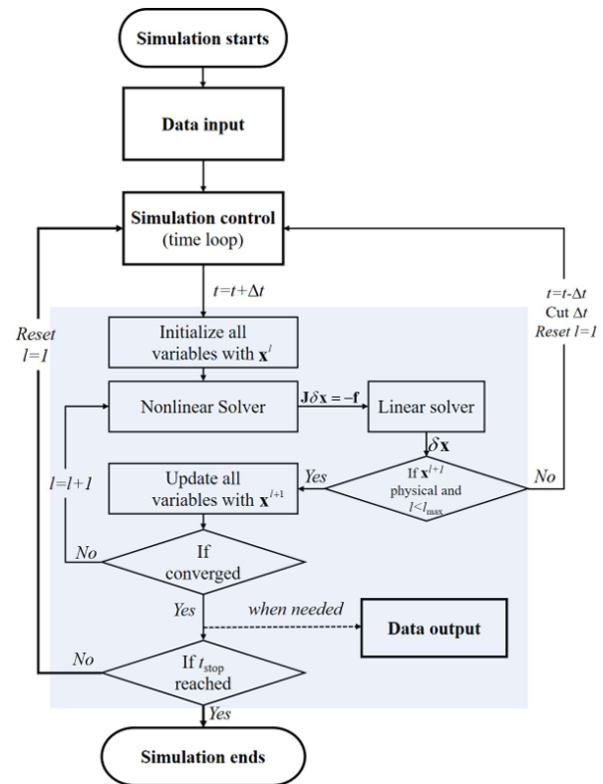 Simulation starts
Data input
Simulation control
(time loop)
t=t+Δt
t=t-Δt
Cut Δt
Reset l=1
Reset
l=1
Initialize all
variables with x^l
Nonlinear Solver
Jδx = −f
Linear solver
δx
l=l+1
Update all
variables with x^{l+1}
Yes
If x^{l+1}
physical and
l<l_max
No
No
If
converged
Yes
when needed
Data output
No
If t_stop
reached
Yes
Simulation ends